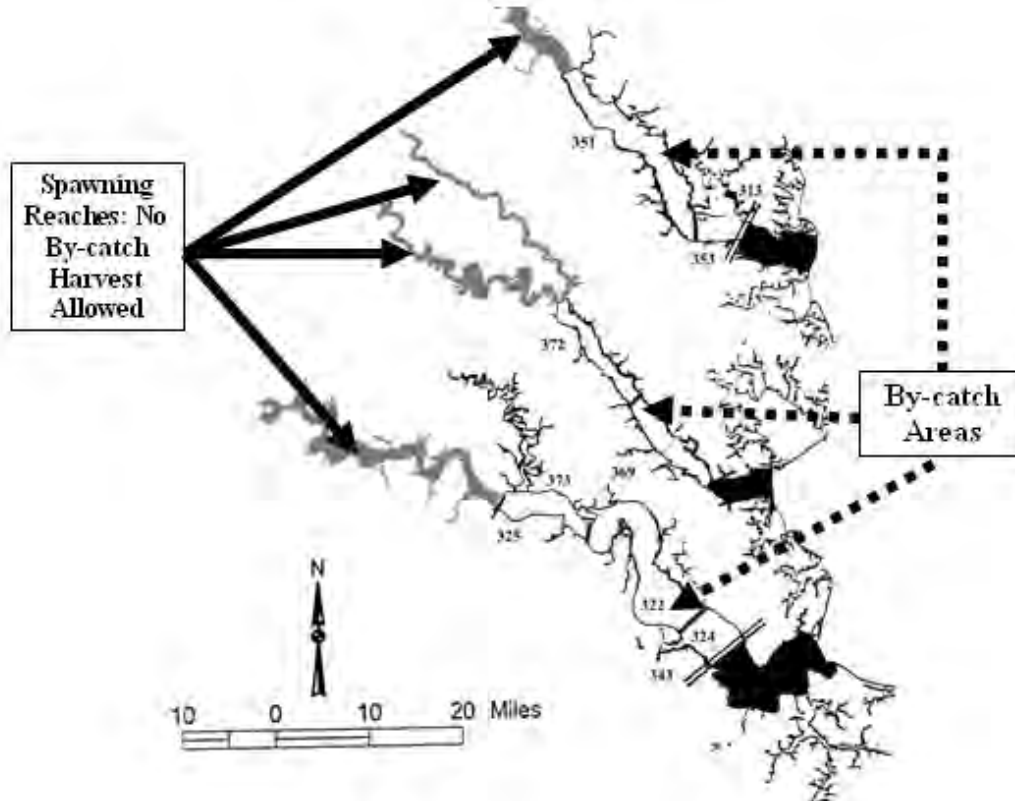 Spawning
Reaches: No
By-catch
Harvest
Allowed
351
313
353
372
By-catch
Areas
369
373
325
N
322
324
343
10 0 10 20 Miles